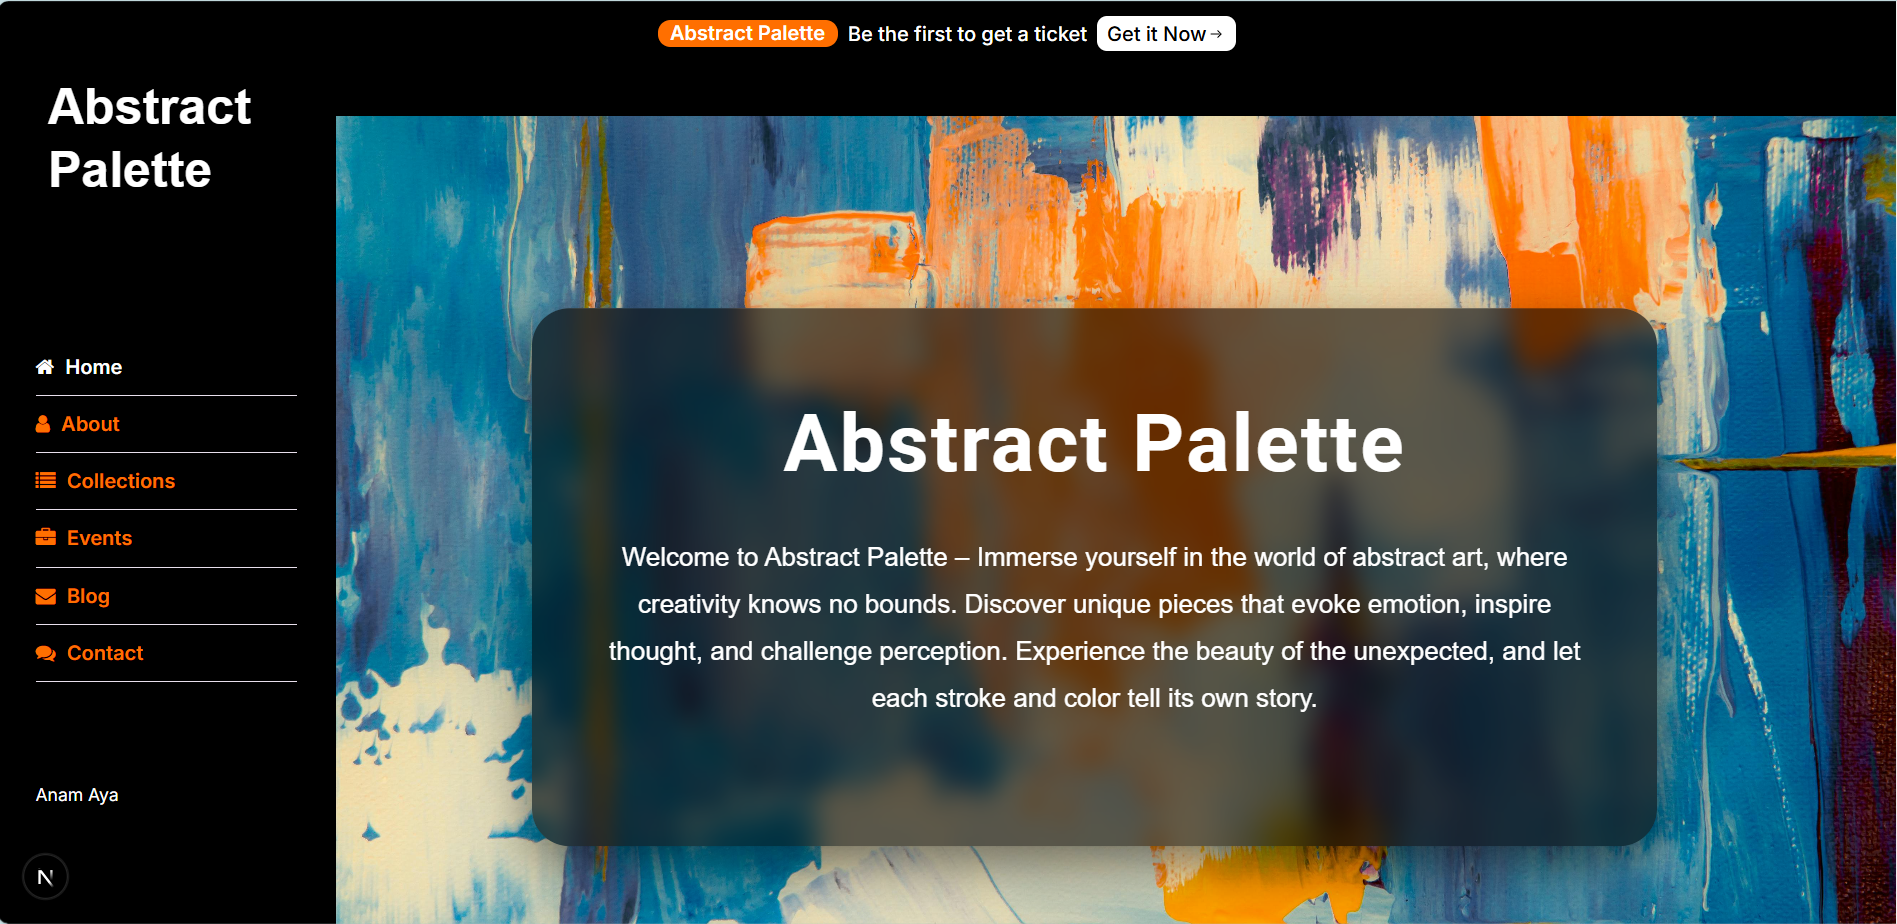 Abstract Palette Be the first to get a ticket Get it Now→
Abstract
Palette
Home
About
Collections
Events
Blog
Contact
Anam Aya
N
Abstract Palette
Welcome to Abstract Palette – Immerse yourself in the world of abstract art, where
creativity knows no bounds. Discover unique pieces that evoke emotion, inspire
thought, and challenge perception. Experience the beauty of the unexpected, and let
each stroke and color tell its own story.